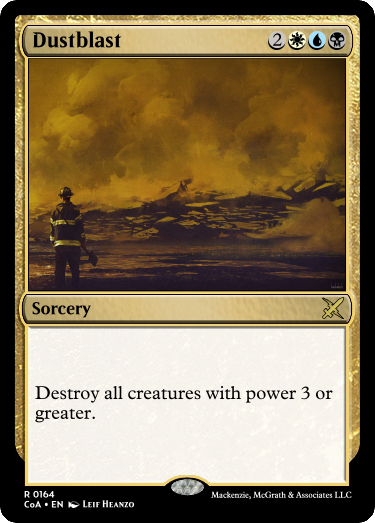 Dustblast 2
Sorcery
Destroy all creatures with power 3 or
greater.
R 0164
CoA • EN Leif Heanzo
Mackenzie, McGrath & Associates LLC